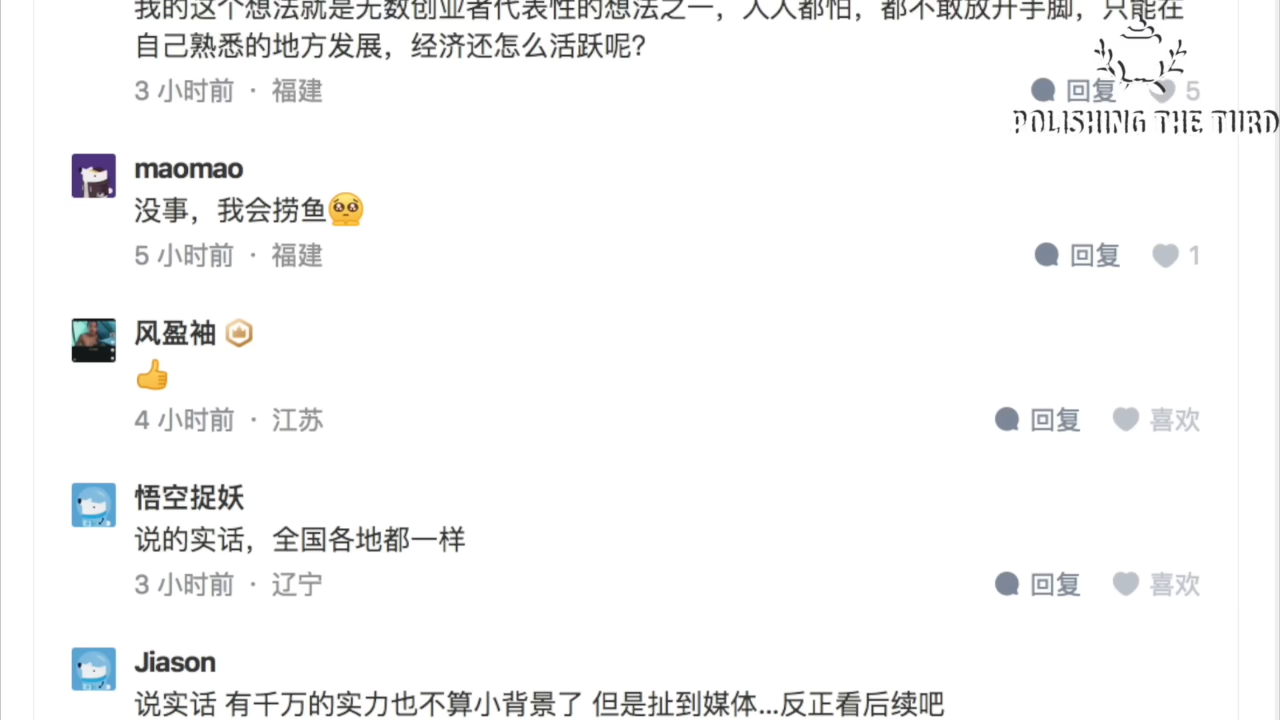 我的这个想法就是无数创业者代表性的想法之一，人人都怕，都不敢放开手脚，只能在
自己熟悉的地方发展，经济还怎么活跃呢？
3 小时前 · 福建
回复 5
POLISHING THE TURD
maomao
没事，我会捞鱼🥺
5 小时前 · 福建
回复 1
风盈袖
👍
4 小时前 · 江苏
回复 喜欢
悟空捉妖
说的实话，全国各地都一样
3 小时前 · 辽宁
回复 喜欢
Jiason
说实话 有千万的实力也不算小背景了 但是扯到媒体...反正看后续吧